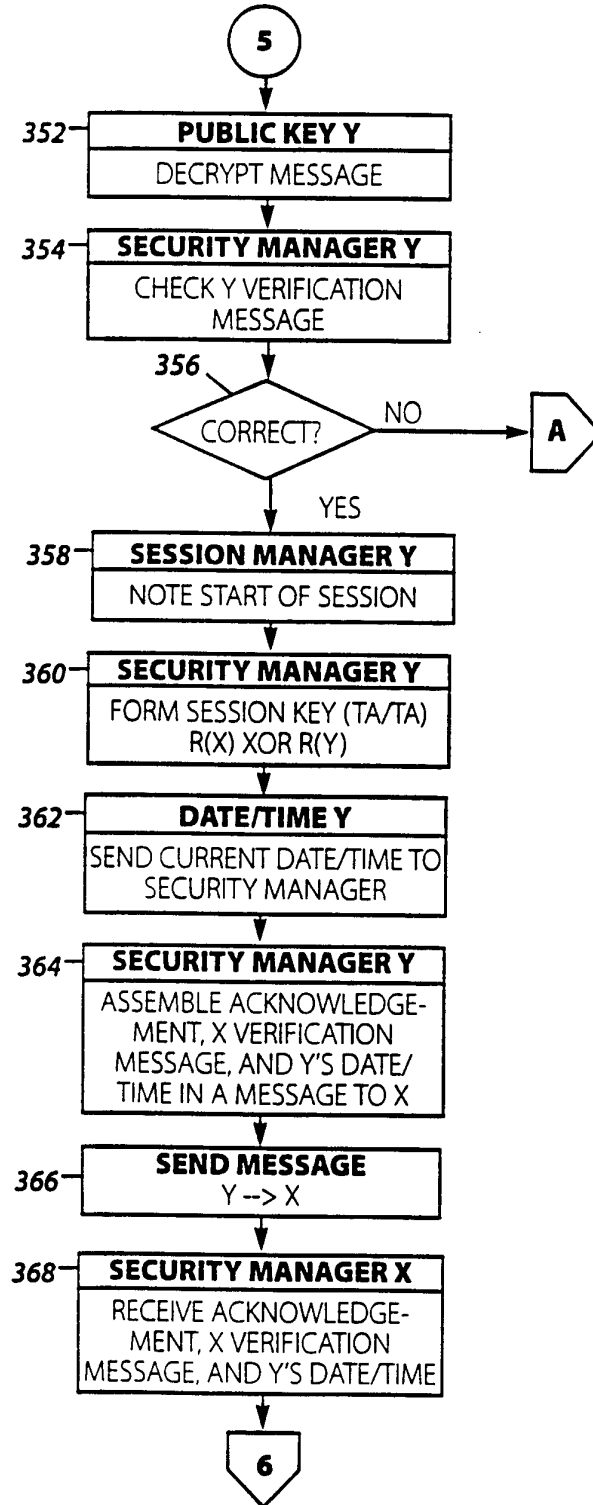 5
352
PUBLIC KEY Y
DECRYPT MESSAGE
354
SECURITY MANAGER Y
CHECK Y VERIFICATION
MESSAGE
356
CORRECT?
NO
A
YES
358
SESSION MANAGER Y
NOTE START OF SESSION
360
SECURITY MANAGER Y
FORM SESSION KEY (TA/TA)
R(X) XOR R(Y)
362
DATE/TIME Y
SEND CURRENT DATE/TIME TO
SECURITY MANAGER
364
SECURITY MANAGER Y
ASSEMBLE ACKNOWLEDGE-
MENT, X VERIFICATION
MESSAGE, AND Y'S DATE/
TIME IN A MESSAGE TO X
366
SEND MESSAGE
Y --> X
368
SECURITY MANAGER X
RECEIVE ACKNOWLEDGE-
MENT, X VERIFICATION
MESSAGE, AND Y'S DATE/TIME
6